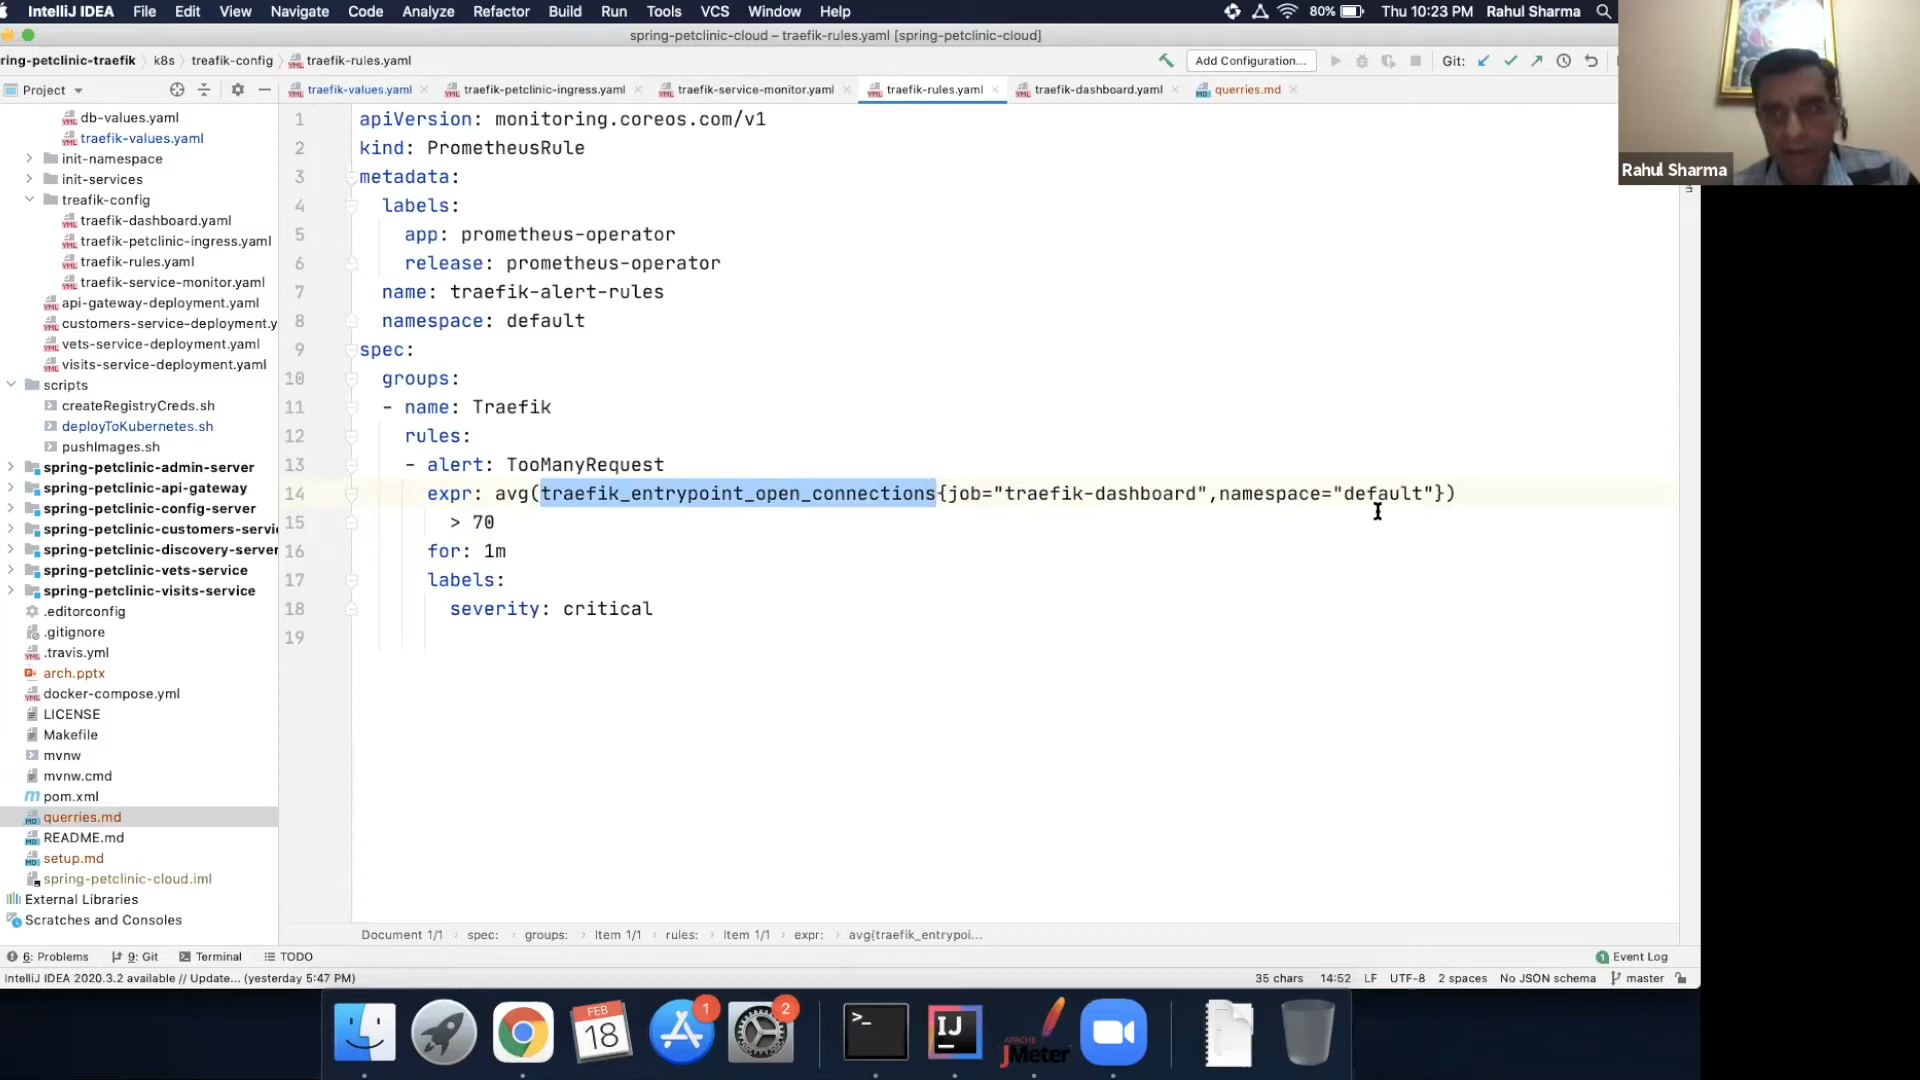 IntelliJ IDEA File Edit View Navigate Code Analyze Refactor Build Run Tools VCS Window Help 80% Thu 10:23 PM Rahul Sharma
spring-petclinic-cloud – traefik-rules.yaml [spring-petclinic-cloud]
ring-petclinic-traefik k8s treafik-config traefik-rules.yaml Add Configuration... Git:
Project traefik-values.yaml traefik-petclinic-ingress.yaml traefik-service-monitor.yaml traefik-rules.yaml traefik-dashboard.yaml querries.md
Rahul Sharma
db-values.yaml
traefik-values.yaml
init-namespace
init-services
treafik-config
traefik-dashboard.yaml
traefik-petclinic-ingress.yaml
traefik-rules.yaml
traefik-service-monitor.yaml
api-gateway-deployment.yaml
customers-service-deployment.y
vets-service-deployment.yaml
visits-service-deployment.yaml
scripts
createRegistryCreds.sh
deployToKubernetes.sh
pushImages.sh
spring-petclinic-admin-server
spring-petclinic-api-gateway
spring-petclinic-config-server
spring-petclinic-customers-servi
spring-petclinic-discovery-server
spring-petclinic-vets-service
spring-petclinic-visits-service
.editorconfig
.gitignore
.travis.yml
arch.pptx
docker-compose.yml
LICENSE
Makefile
mvnw
mvnw.cmd
pom.xml
querries.md
README.md
setup.md
spring-petclinic-cloud.iml
External Libraries
Scratches and Consoles
1 apiVersion: monitoring.coreos.com/v1
2 kind: PrometheusRule
3 metadata:
4 labels:
5 app: prometheus-operator
6 release: prometheus-operator
7 name: traefik-alert-rules
8 namespace: default
9 spec:
10 groups:
11 - name: Traefik
12 rules:
13 - alert: TooManyRequest
14 expr: avg(traefik_entrypoint_open_connections{job="traefik-dashboard",namespace="default"})
15 > 70
16 for: 1m
17 labels:
18 severity: critical
19
Document 1/1 › spec: › groups: › Item 1/1 › rules: › Item 1/1 › expr: › avg(traefik_entrypoi...
6: Problems 9: Git Terminal TODO 1 Event Log
IntelliJ IDEA 2020.3.2 available // Update... (yesterday 5:47 PM) 35 chars 14:52 LF UTF-8 2 spaces No JSON schema master
FEB
18
1
2
>_
IJ
APACHE
JMeter